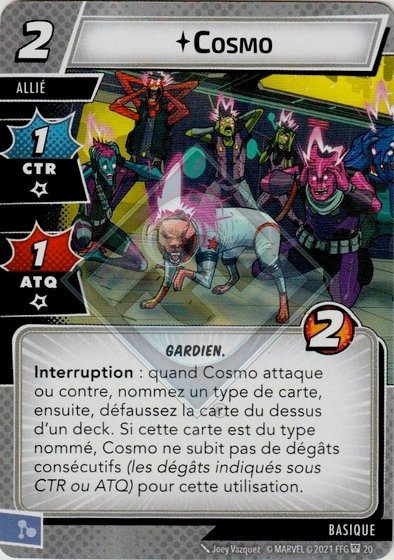 2
Cosmo
ALLIÉ
1
CTR
1
ATQ
2
GARDIEN.
Interruption : quand Cosmo attaque
ou contre, nommez un type de carte,
ensuite, défaussez la carte du dessus
d'un deck. Si cette carte est du type
nommé, Cosmo ne subit pas de dégâts
consécutifs (les dégâts indiqués sous
CTR ou ATQ) pour cette utilisation.
BASIQUE
Joey Vazquez © MARVEL © 2021 FFG 20